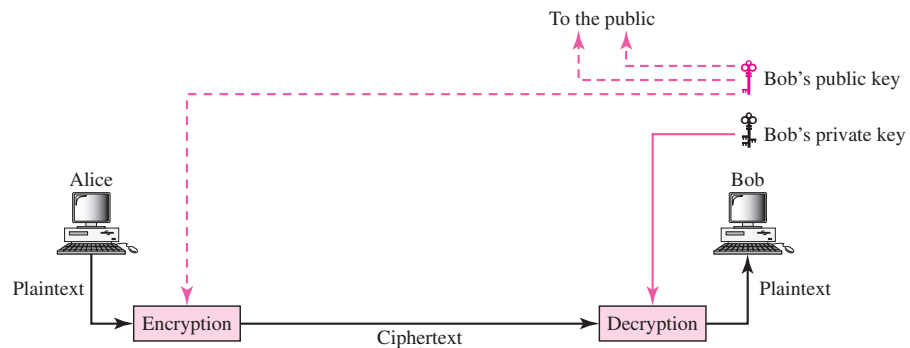 To the public
Bob's public key
Bob's private key
Alice
Bob
Plaintext
Plaintext
Encryption
Ciphertext
Decryption